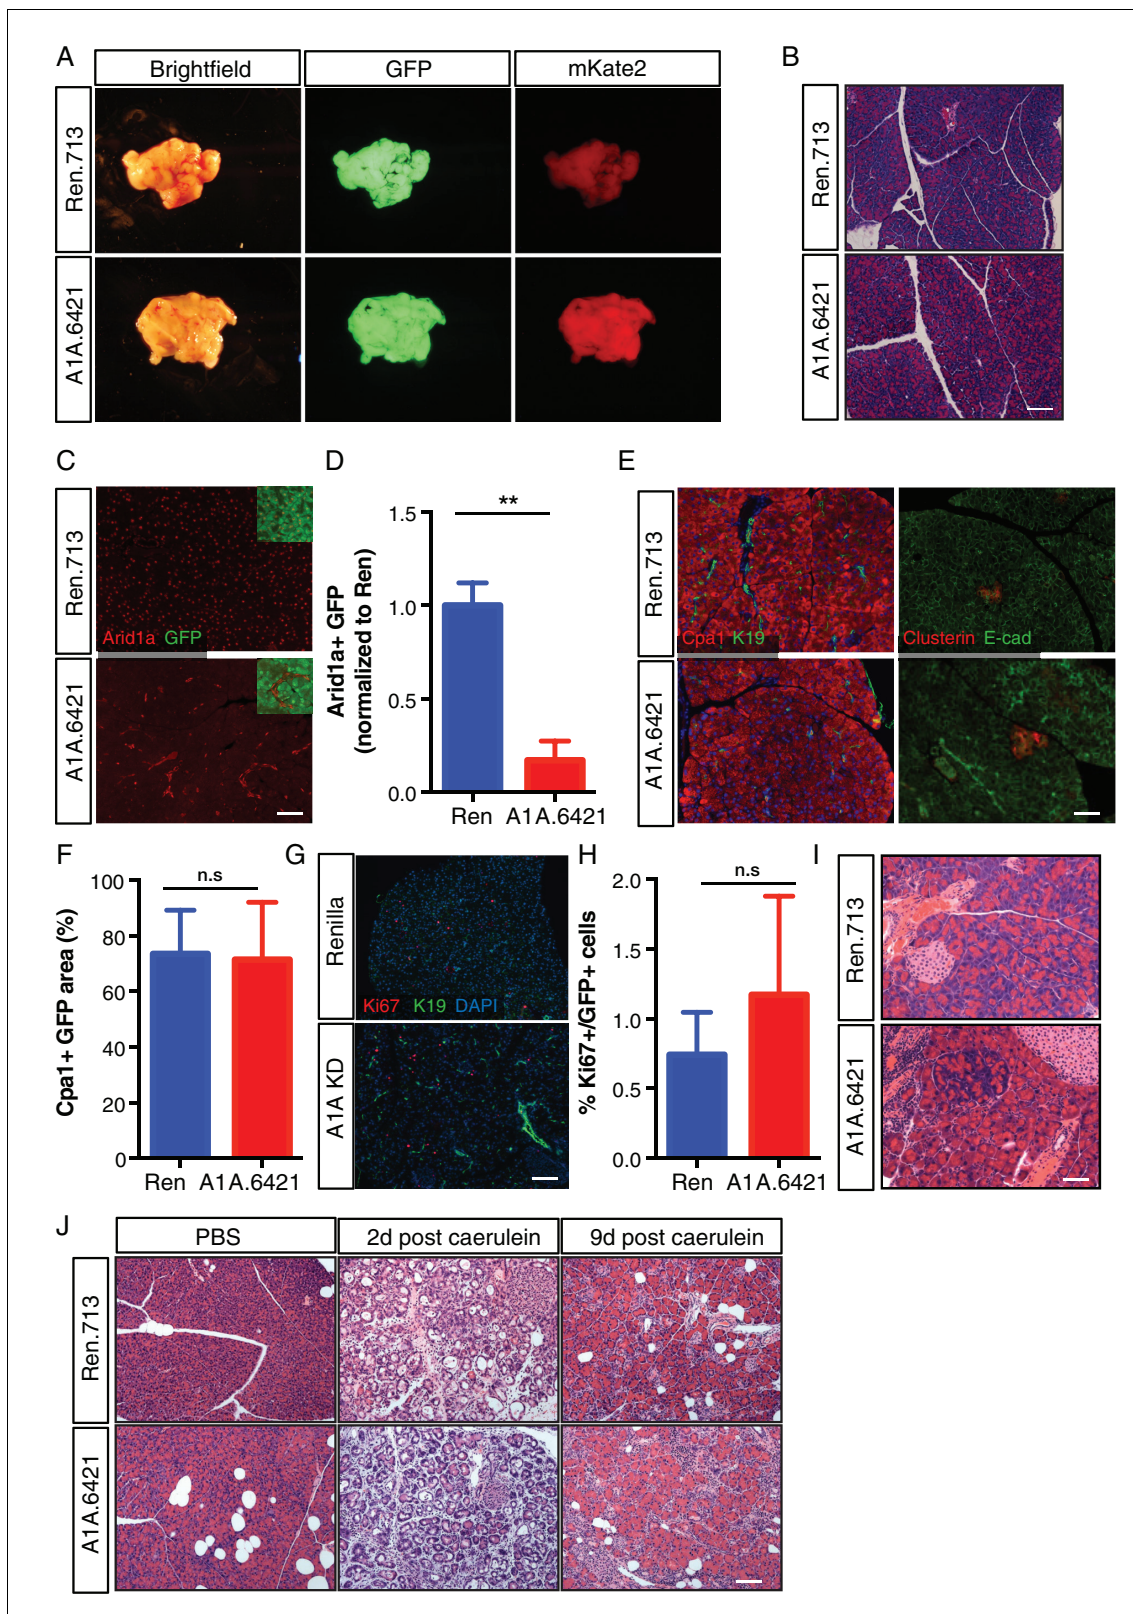 A
Brightfield
GFP
mKate2
Ren.713
A1A.6421
B
Ren.713
A1A.6421
C
Ren.713
Arid1a GFP
A1A.6421
D
Arid1a+ GFP
(normalized to Ren)
**
1.5
1.0
0.5
0.0
Ren A1A.6421
E
Ren.713
Cpa1 K19
Clusterin E-cad
A1A.6421
F
Cpa1+ GFP area (%)
n.s
100
80
60
40
20
0
Ren A1A.6421
G
Renilla
Ki67 K19 DAPI
A1A KD
H
% Ki67+/GFP+ cells
n.s
2.0
1.5
1.0
0.5
0.0
Ren A1A.6421
I
Ren.713
A1A.6421
J
PBS
2d post caerulein
9d post caerulein
Ren.713
A1A.6421